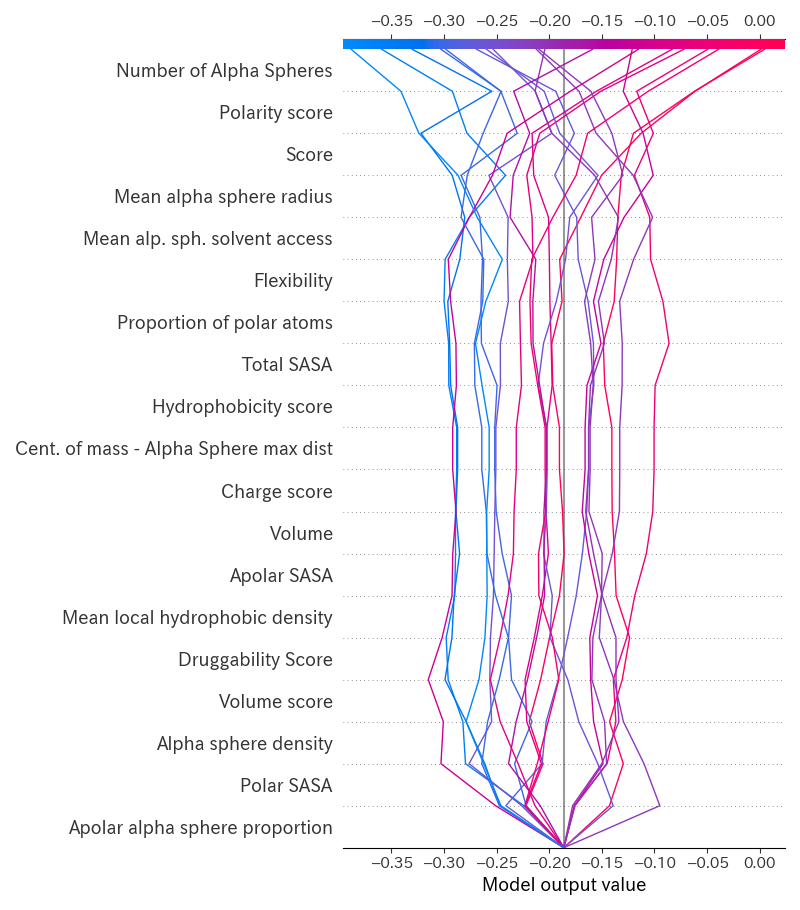 −0.35 −0.30 −0.25 −0.20 −0.15 −0.10 −0.05 0.00
Number of Alpha Spheres
Polarity score
Score
Mean alpha sphere radius
Mean alp. sph. solvent access
Flexibility
Proportion of polar atoms
Total SASA
Hydrophobicity score
Cent. of mass - Alpha Sphere max dist
Charge score
Volume
Apolar SASA
Mean local hydrophobic density
Druggability Score
Volume score
Alpha sphere density
Polar SASA
Apolar alpha sphere proportion
−0.35 −0.30 −0.25 −0.20 −0.15 −0.10 −0.05 0.00
Model output value